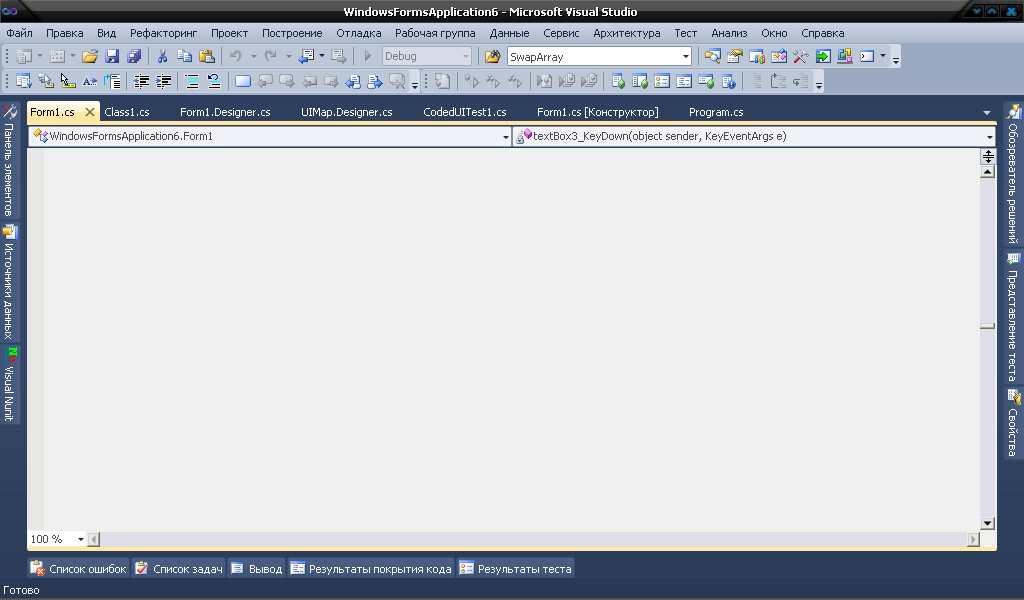 WindowsFormsApplication6 - Microsoft Visual Studio
Файл Правка Вид Рефакторинг Проект Построение Отладка Рабочая группа Данные Сервис Архитектура Тест Анализ Окно Справка
Debug SwapArray
Form1.cs Class1.cs Form1.Designer.cs UIMap.Designer.cs CodedUITest1.cs Form1.cs [Конструктор] Program.cs
WindowsFormsApplication6.Form1 textBox3_KeyDown(object sender, KeyEventArgs e)
Панель элементов
Источники данных
Visual Nunit
Обозреватель решений
Представление теста
Свойства
100 %
Список ошибок Список задач Вывод Результаты покрытия кода Результаты теста
Готово